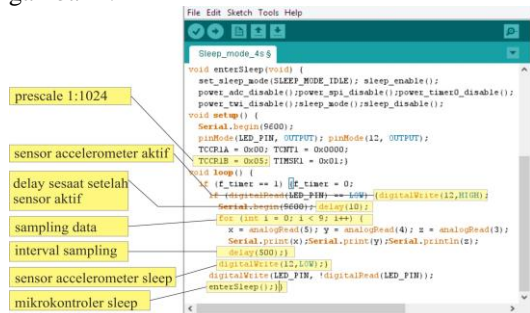 File Edit Sketch Tools Help
Sleep_mode_4s §
void enterSleep(void) {
set_sleep_mode(SLEEP_MODE_IDLE); sleep_enable();
power_adc_disable();power_spi_disable();power_timer0_disable();
power_twi_disable();sleep_mode();sleep_disable();
void setup() {
Serial.begin(9600);
pinMode(LED_PIN, OUTPUT); pinMode(12, OUTPUT);
TCCR1A = 0x00; TCNT1 = 0x0000;
TCCR1B = 0x05; TIMSK1 = 0x01;}
void loop() {
if (f_timer == 1) {f_timer = 0;
if (digitalRead(LED_PIN) == LOW) {digitalWrite(12,HIGH);
Serial.begin(9600); delay(10);
for (int i = 0; i < 9; i++) {
x = analogRead(5); y = analogRead(4); z = analogRead(3);
Serial.print(x);Serial.print(y);Serial.println(z);
delay(500);}
digitalWrite(12,LOW);}
digitalWrite(LED_PIN, !digitalRead(LED_PIN));
enterSleep();}}
prescale 1:1024
sensor accelerometer aktif
delay sesaat setelah
sensor aktif
sampling data
interval sampling
sensor accelerometer sleep
mikrokontroler sleep